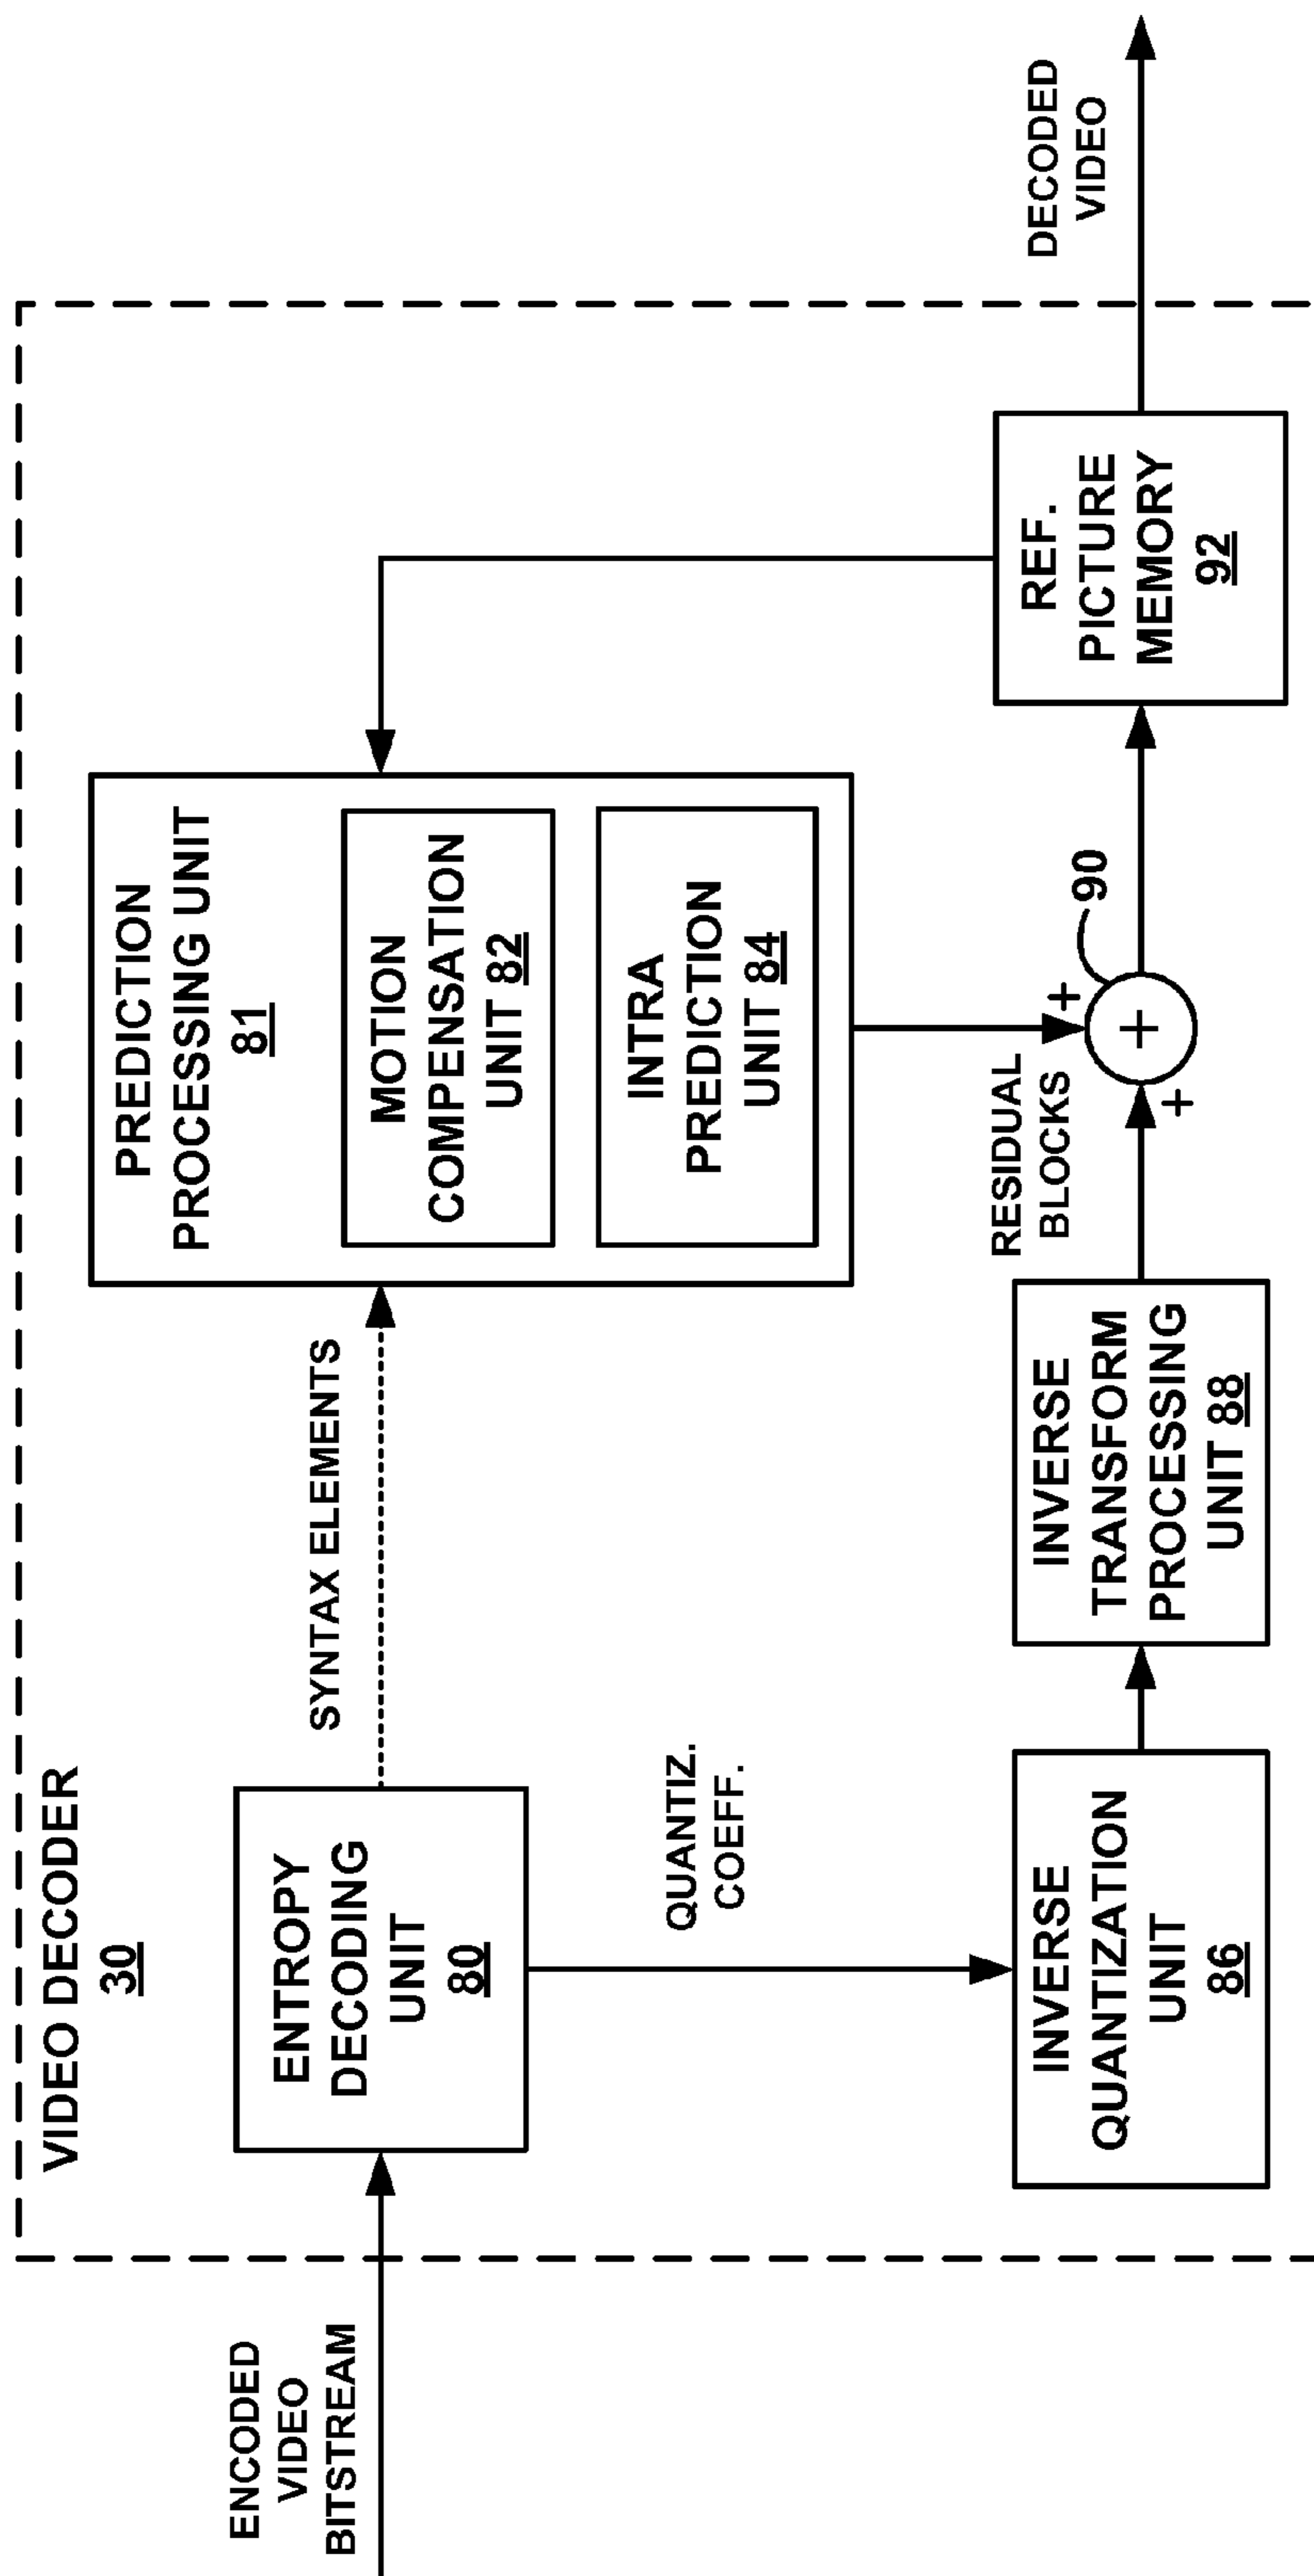 VIDEO DECODER
30
ENCODED
VIDEO
BITSTREAM
ENTROPY
DECODING
UNIT
80
SYNTAX ELEMENTS
PREDICTION
PROCESSING UNIT
81
MOTION
COMPENSATION
UNIT 82
INTRA
PREDICTION
UNIT 84
QUANTIZ.
COEFF.
INVERSE
QUANTIZATION
UNIT
86
INVERSE
TRANSFORM
PROCESSING
UNIT 88
RESIDUAL
BLOCKS
+
+
+
90
REF.
PICTURE
MEMORY
92
DECODED
VIDEO